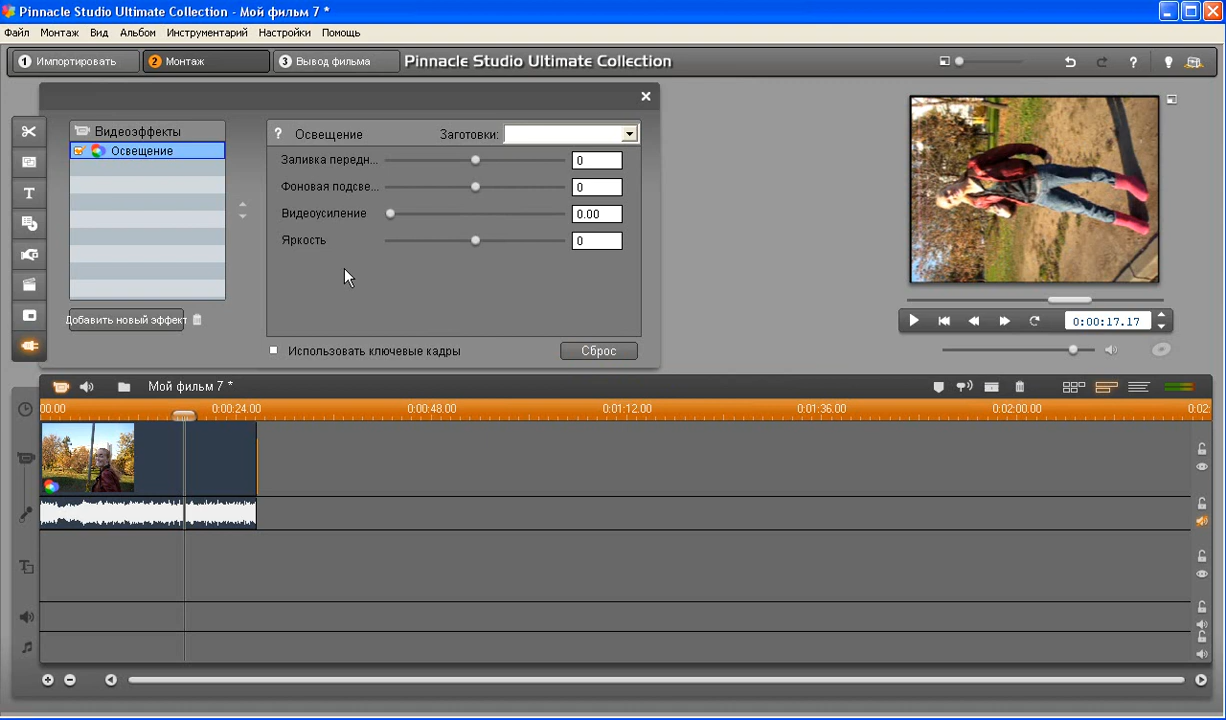 Pinnacle Studio Ultimate Collection - Мой фильм 7 *
Файл Монтаж Вид Альбом Инструментарий Настройки Помощь
1 Импортировать 2 Монтаж 3 Вывод фильма Pinnacle Studio Ultimate Collection
Видеоэффекты
Освещение
Добавить новый эффект
? Освещение Заготовки:
Заливка передн... 0
Фоновая подсве... 0
Видеоусиление 0.00
Яркость 0
Использовать ключевые кадры Сброс
0:00:17.17
Мой фильм 7 *
00.00 0:00:24.00 0:00:48.00 0:01:12.00 0:01:36.00 0:02:00.00 0:02: